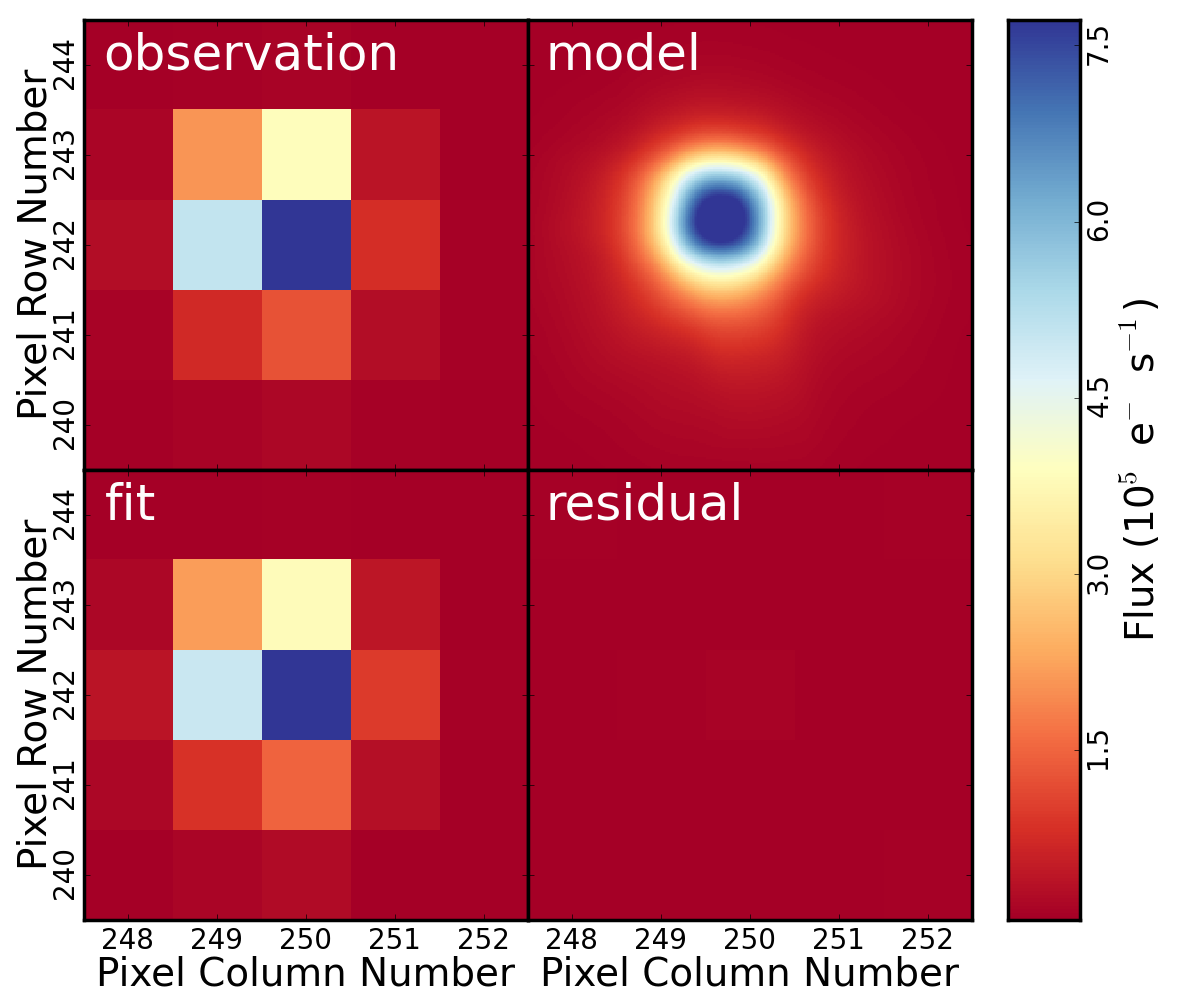 observation
model
Pixel Row Number
244
243
242
241
240
fit
residual
Pixel Row Number
244
243
242
241
240
248 249 250 251 252
248 249 250 251 252
Pixel Column Number
Pixel Column Number
7.5
6.0
4.5
3.0
1.5
Flux (10⁵ e⁻ s⁻¹)